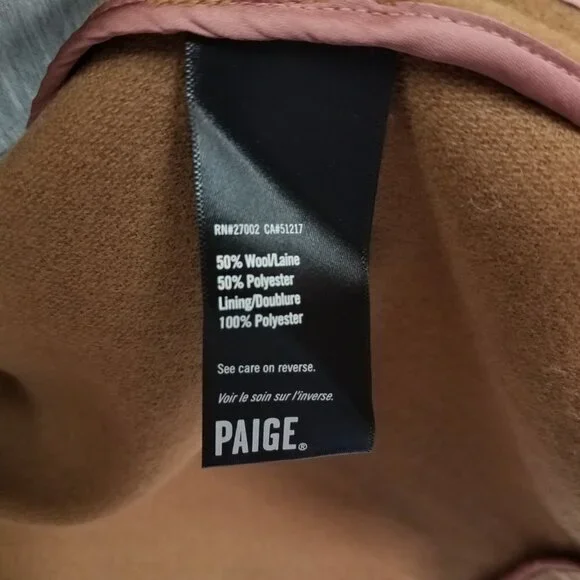 RN#27002 CA#51217
50% Wool/Laine
50% Polyester
Lining/Doublure
100% Polyester
See care on reverse.
Voir le soin sur l'inverse.
PAIGE®